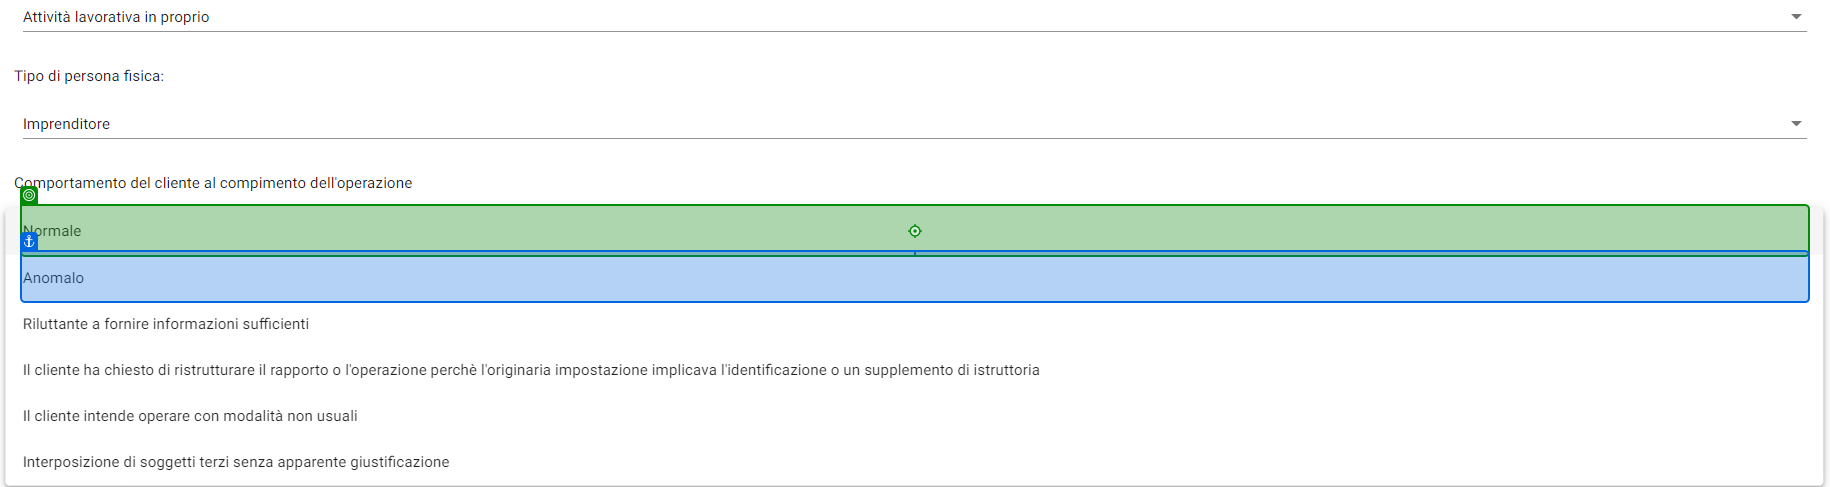 Attività lavorativa in proprio
Tipo di persona fisica:
Imprenditore
Comportamento del cliente al compimento dell'operazione
Normale
Anomalo
Riluttante a fornire informazioni sufficienti
Il cliente ha chiesto di ristrutturare il rapporto o l'operazione perchè l'originaria impostazione implicava l'identificazione o un supplemento di istruttoria
Il cliente intende operare con modalità non usuali
Interposizione di soggetti terzi senza apparente giustificazione